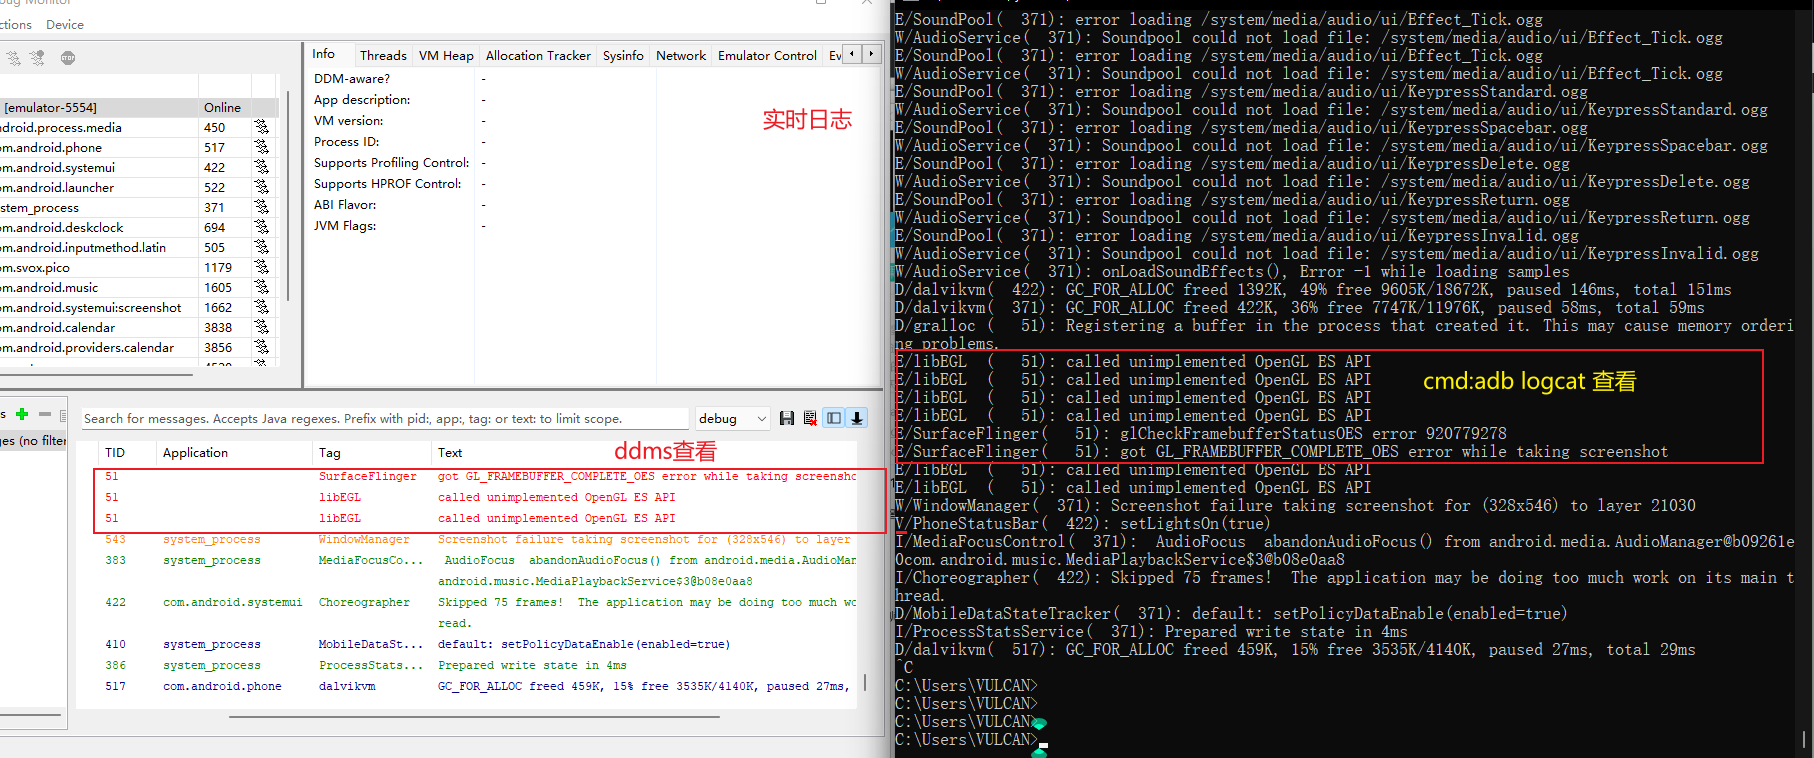 bug Monitor
ctions Device
[emulator-5554] Online
ndroid.process.media 450
om.android.phone 517
om.android.systemui 422
om.android.launcher 522
stem_process 371
om.android.deskclock 694
om.android.inputmethod.latin 505
om.svox.pico 1179
om.android.music 1605
om.android.systemui:screenshot 1662
om.android.calendar 3838
om.android.providers.calendar 3856
Info Threads VM Heap Allocation Tracker Sysinfo Network Emulator Control Ev
DDM-aware? -
App description: -
VM version: -
Process ID: -
Supports Profiling Control: -
Supports HPROF Control: -
ABI Flavor: -
JVM Flags: -
实时日志
s
ges (no filter
Search for messages. Accepts Java regexes. Prefix with pid:, app:, tag: or text: to limit scope. debug
TID Application Tag Text
ddms查看
51 SurfaceFlinger got GL_FRAMEBUFFER_COMPLETE_OES error while taking screensho
51 libEGL called unimplemented OpenGL ES API
51 libEGL called unimplemented OpenGL ES API
543 system_process WindowManager Screenshot failure taking screenshot for (328x546) to layer
383 system_process MediaFocusCo... AudioFocus abandonAudioFocus() from android.media.AudioMan
android.music.MediaPlaybackService$3@b08e0aa8
422 com.android.systemui Choreographer Skipped 75 frames! The application may be doing too much wo
read.
410 system_process MobileDataSt... default: setPolicyDataEnable(enabled=true)
386 system_process ProcessStats... Prepared write state in 4ms
517 com.android.phone dalvikvm GC_FOR_ALLOC freed 459K, 15% free 3535K/4140K, paused 27ms,
E/SoundPool( 371): error loading /system/media/audio/ui/Effect_Tick.ogg
W/AudioService( 371): Soundpool could not load file: /system/media/audio/ui/Effect_Tick.ogg
E/SoundPool( 371): error loading /system/media/audio/ui/Effect_Tick.ogg
W/AudioService( 371): Soundpool could not load file: /system/media/audio/ui/Effect_Tick.ogg
E/SoundPool( 371): error loading /system/media/audio/ui/KeypressStandard.ogg
W/AudioService( 371): Soundpool could not load file: /system/media/audio/ui/KeypressStandard.ogg
E/SoundPool( 371): error loading /system/media/audio/ui/KeypressSpacebar.ogg
W/AudioService( 371): Soundpool could not load file: /system/media/audio/ui/KeypressSpacebar.ogg
E/SoundPool( 371): error loading /system/media/audio/ui/KeypressDelete.ogg
W/AudioService( 371): Soundpool could not load file: /system/media/audio/ui/KeypressDelete.ogg
E/SoundPool( 371): error loading /system/media/audio/ui/KeypressReturn.ogg
W/AudioService( 371): Soundpool could not load file: /system/media/audio/ui/KeypressReturn.ogg
E/SoundPool( 371): error loading /system/media/audio/ui/KeypressInvalid.ogg
W/AudioService( 371): Soundpool could not load file: /system/media/audio/ui/KeypressInvalid.ogg
W/AudioService( 371): onLoadSoundEffects(), Error -1 while loading samples
D/dalvikvm( 422): GC_FOR_ALLOC freed 1392K, 49% free 9605K/18672K, paused 146ms, total 151ms
D/dalvikvm( 371): GC_FOR_ALLOC freed 422K, 36% free 7747K/11976K, paused 58ms, total 59ms
D/gralloc ( 51): Registering a buffer in the process that created it. This may cause memory orderi
ng problems.
E/libEGL ( 51): called unimplemented OpenGL ES API
E/libEGL ( 51): called unimplemented OpenGL ES API
E/libEGL ( 51): called unimplemented OpenGL ES API
E/libEGL ( 51): called unimplemented OpenGL ES API
cmd:adb logcat 查看
E/SurfaceFlinger( 51): glCheckFramebufferStatusOES error 920779278
E/SurfaceFlinger( 51): got GL_FRAMEBUFFER_COMPLETE_OES error while taking screenshot
E/libEGL ( 51): called unimplemented OpenGL ES API
E/libEGL ( 51): called unimplemented OpenGL ES API
W/WindowManager( 371): Screenshot failure taking screenshot for (328x546) to layer 21030
V/PhoneStatusBar( 422): setLightsOn(true)
I/MediaFocusControl( 371): AudioFocus abandonAudioFocus() from android.media.AudioManager@b09261e
0com.android.music.MediaPlaybackService$3@b08e0aa8
I/Choreographer( 422): Skipped 75 frames! The application may be doing too much work on its main t
hread.
D/MobileDataStateTracker( 371): default: setPolicyDataEnable(enabled=true)
I/ProcessStatsService( 371): Prepared write state in 4ms
D/dalvikvm( 517): GC_FOR_ALLOC freed 459K, 15% free 3535K/4140K, paused 27ms, total 29ms
^C
C:\Users\VULCAN>
C:\Users\VULCAN>
C:\Users\VULCAN>
C:\Users\VULCAN>